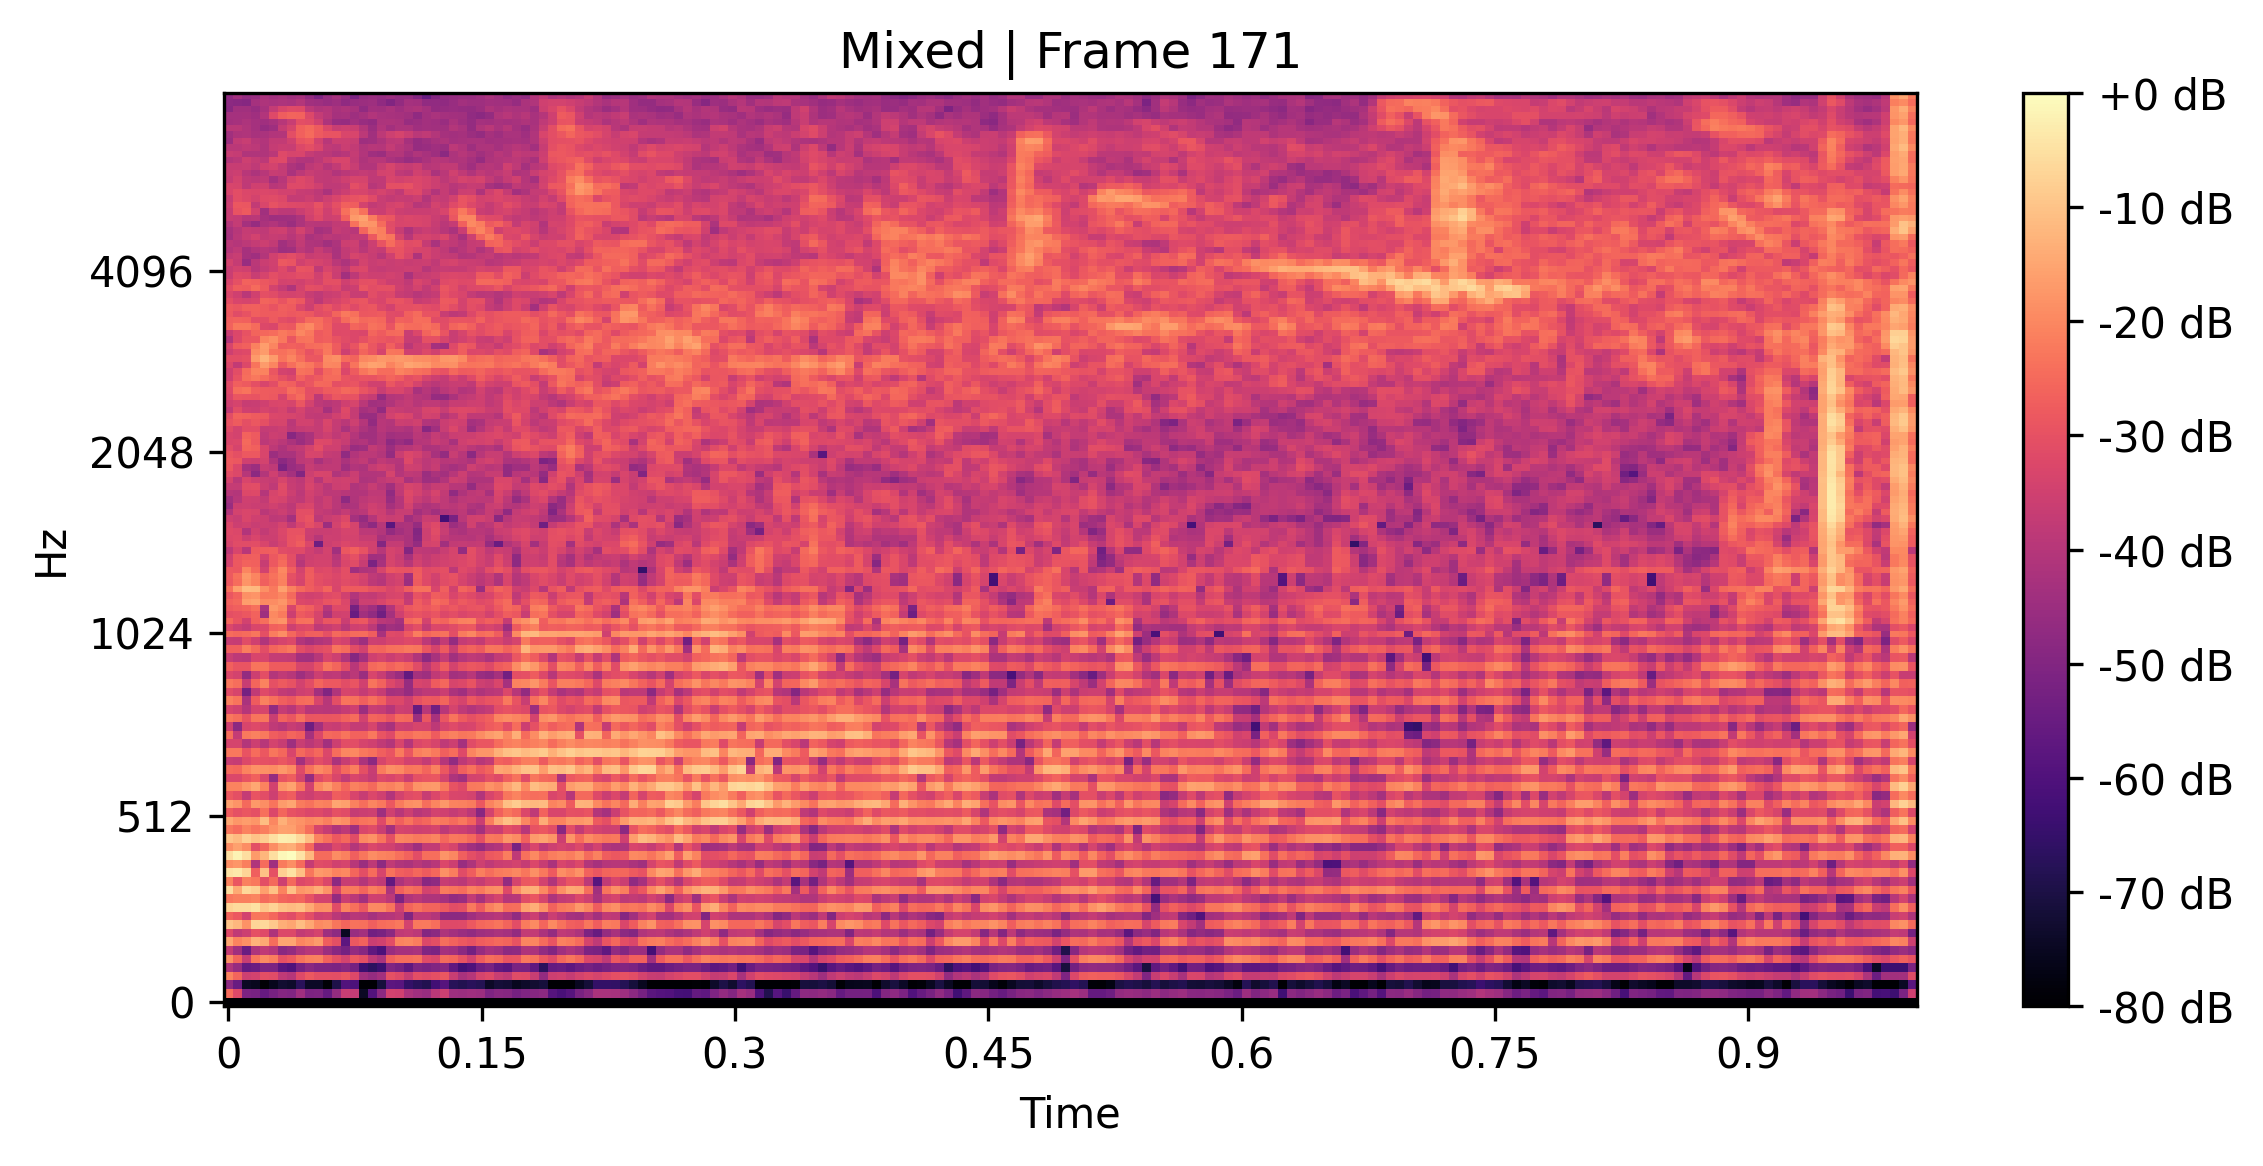 Mixed | Frame 171
+0 dB
-10 dB
-20 dB
-30 dB
-40 dB
-50 dB
-60 dB
-70 dB
-80 dB
Hz
4096
2048
1024
512
0
0 0.15 0.3 0.45 0.6 0.75 0.9
Time